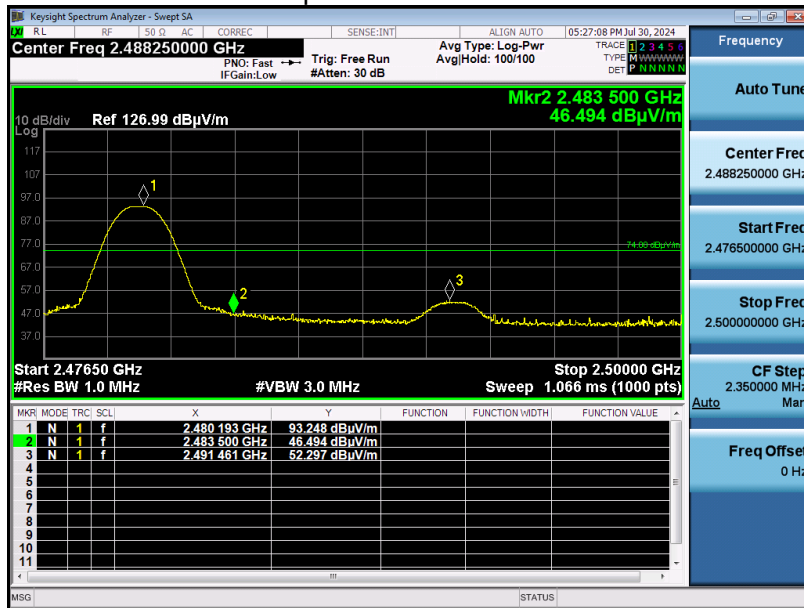 Keysight Spectrum Analyzer - Swept SA
LXI RL RF 50 Ω AC CORREC SENSE:INT ALIGN AUTO 05:27:08 PM Jul 30, 2024
Center Freq 2.488250000 GHz
PNO: Fast
IFGain:Low
Trig: Free Run
#Atten: 30 dB
Avg Type: Log-Pwr
Avg|Hold: 100/100
TRACE 1 2 3 4 5 6
TYPE M WWWWW
DET P N N N N N
Mkr2 2.483 500 GHz
46.494 dBµV/m
10 dB/div Ref 126.99 dBµV/m
Log
117
107
97.0
87.0
77.0
67.0
57.0
47.0
37.0
1
2
3
74.00 dBµV/m
Start 2.47650 GHz Stop 2.50000 GHz
#Res BW 1.0 MHz #VBW 3.0 MHz Sweep 1.066 ms (1000 pts)
MKR MODE TRC SCL X Y FUNCTION FUNCTION WIDTH FUNCTION VALUE
1 N 1 f 2.480 193 GHz 93.248 dBµV/m
2 N 1 f 2.483 500 GHz 46.494 dBµV/m
3 N 1 f 2.491 461 GHz 52.297 dBµV/m
4
5
6
7
8
9
10
11
MSG STATUS
Frequency
Auto Tune
Center Freq
2.488250000 GHz
Start Freq
2.476500000 GHz
Stop Freq
2.500000000 GHz
CF Step
2.350000 MHz
Auto Man
Freq Offset
0 Hz